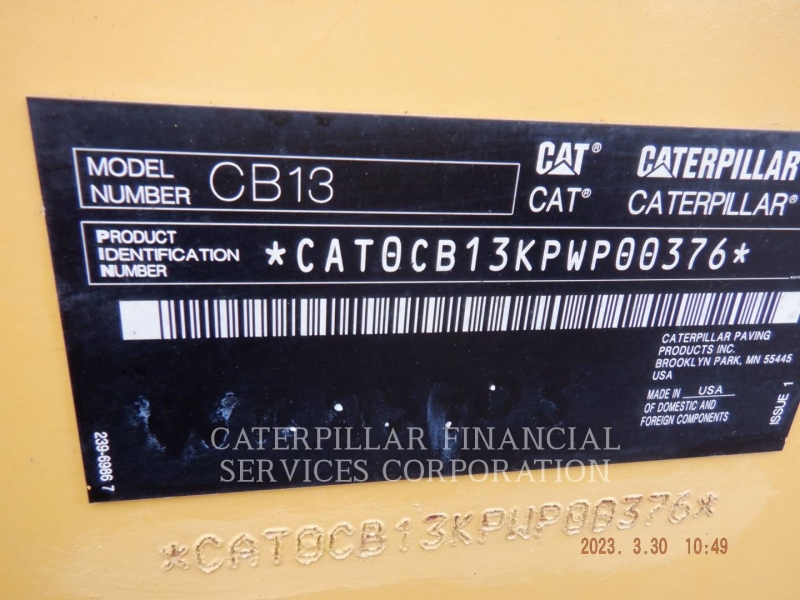 MODEL NUMBER CB13
CAT® CATERPILLAR
CAT® CATERPILLAR®
PRODUCT IDENTIFICATION NUMBER *CAT0CB13KPWP00376*
CATERPILLAR PAVING
PRODUCTS INC.
BROOKLYN PARK, MN 55445
USA
MADE IN USA
OF DOMESTIC AND
FOREIGN COMPONENTS
ISSUE 1
239-6986 7
CATERPILLAR FINANCIAL
SERVICES CORPORATION
*CAT0CB13KPWP00376*
2023. 3.30 10:49